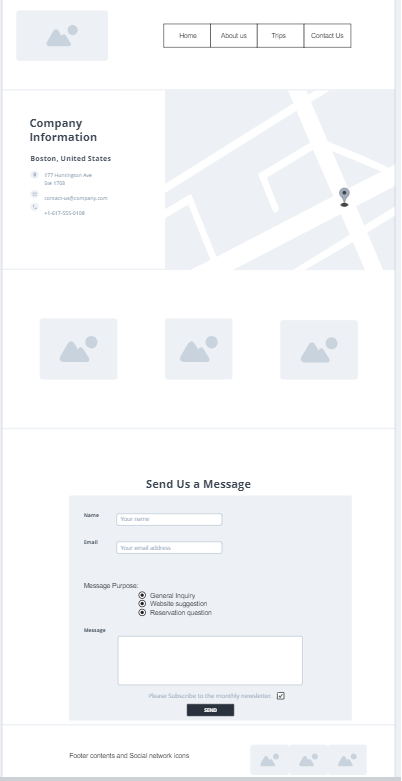 Home About us Trips Contact Us
Company
Information
Boston, United States
177 Huntington Ave
Ste 1703
contact-us@company.com
+1-617-555-0108
Send Us a Message
Name Your name
Email Your email address
Message Purpose:
General Inquiry
Website suggestion
Reservation question
Message
Please Subscribe to the monthly newsletter
SEND
Footer contents and Social network icons